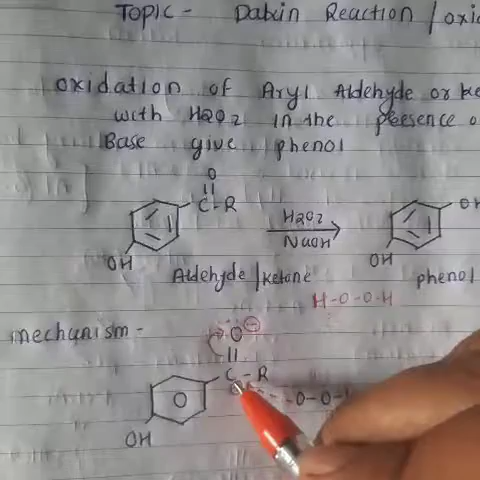 Topic - Dakin Reaction / oxi
oxidation of Aryl Aldehyde or Ke
with H2O2 in the presence o
Base give phenol
O
C-R
H2O2
NaOH
OH
OH
OH
Aldehyde/ketone
phenol
H-O-O-H
mechanism -
O⊖
C-R
O-O-
OH